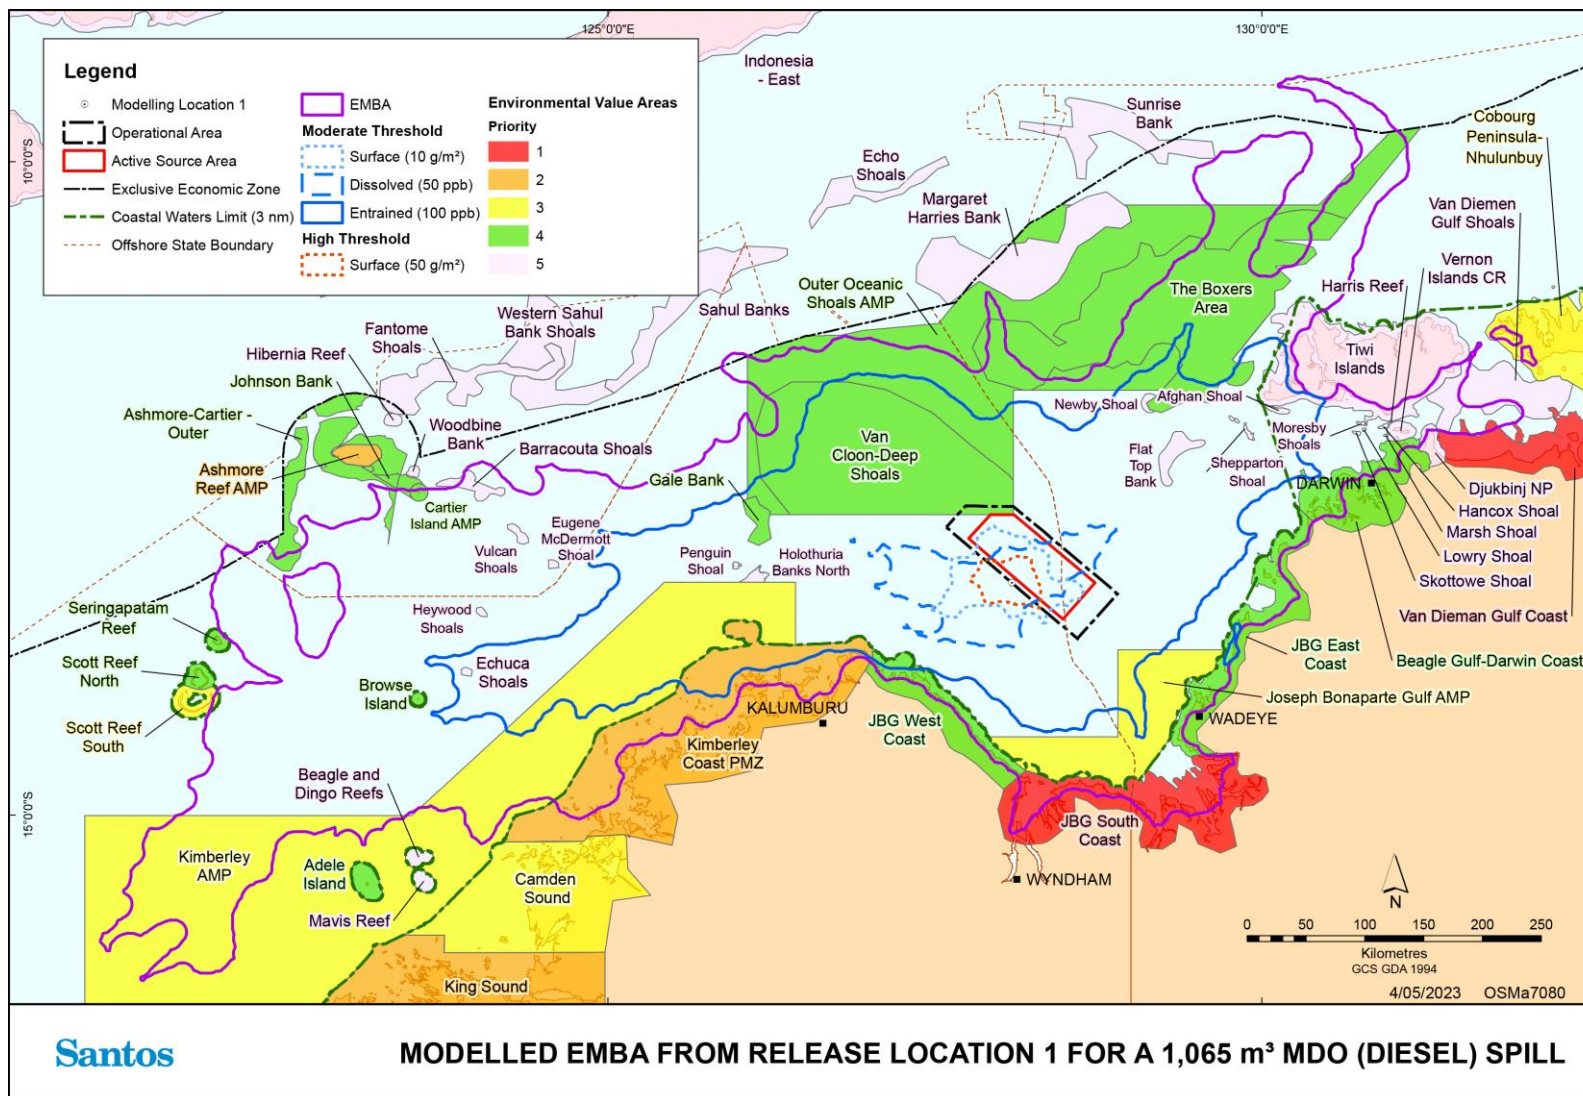 125°0'0"E
130°0'0"E
10°0'0"S
15°0'0"S
Legend
Modelling Location 1
Operational Area
Active Source Area
Exclusive Economic Zone
Coastal Waters Limit (3 nm)
Offshore State Boundary
EMBA
Moderate Threshold
Surface (10 g/m²)
Dissolved (50 ppb)
Entrained (100 ppb)
High Threshold
Surface (50 g/m²)
Environmental Value Areas
Priority
1
2
3
4
5
Indonesia
- East
Sunrise
Bank
Cobourg
Peninsula-
Nhulunbuy
Echo
Shoals
Margaret
Harries Bank
Van Diemen
Gulf Shoals
Vernon
Islands CR
Harris Reef
Outer Oceanic
Shoals AMP
The Boxers
Area
Sahul Banks
Western Sahul
Bank Shoals
Fantome
Shoals
Hibernia Reef
Johnson Bank
Ashmore-Cartier -
Outer
Woodbine
Bank
Ashmore
Reef AMP
Barracouta Shoals
Cartier
Island AMP
Gale Bank
Van
Cloon-Deep
Shoals
Tiwi
Islands
Newby Shoal
Afghan Shoal
Flat
Top
Bank
Moresby
Shoals
Shepparton
Shoal
DARWIN
Djukbinj NP
Hancox Shoal
Marsh Shoal
Lowry Shoal
Skottowe Shoal
Van Dieman Gulf Coast
Vulcan
Shoals
Eugene
McDermott
Shoal
Penguin
Shoal
Holothuria
Banks North
Heywood
Shoals
Seringapatam
Reef
Scott Reef
North
Scott Reef
South
Echuca
Shoals
Browse
Island
JBG East
Coast
Beagle Gulf-Darwin Coast
Joseph Bonaparte Gulf AMP
WADEYE
KALUMBURU
JBG West
Coast
Kimberley
Coast PMZ
Beagle and
Dingo Reefs
JBG South
Coast
Kimberley
AMP
Adele
Island
Mavis Reef
Camden
Sound
WYNDHAM
King Sound
N
0 50 100 150 200 250
Kilometres
GCS GDA 1994
4/05/2023 OSMa7080
Santos
MODELLED EMBA FROM RELEASE LOCATION 1 FOR A 1,065 m³ MDO (DIESEL) SPILL